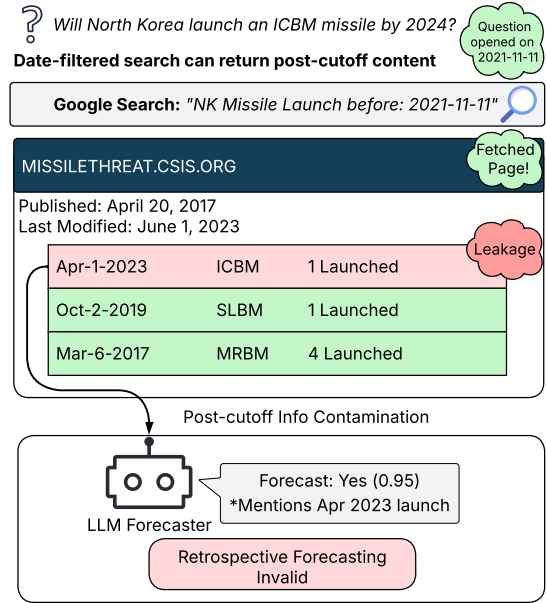 Will North Korea launch an ICBM missile by 2024?
Question
opened on
2021-11-11
Date-filtered search can return post-cutoff content
Google Search: "NK Missile Launch before: 2021-11-11"
MISSILETHREAT.CSIS.ORG
Fetched
Page!
Published: April 20, 2017
Last Modified: June 1, 2023
Leakage
Apr-1-2023 ICBM 1 Launched
Oct-2-2019 SLBM 1 Launched
Mar-6-2017 MRBM 4 Launched
Post-cutoff Info Contamination
Forecast: Yes (0.95)
*Mentions Apr 2023 launch
LLM Forecaster
Retrospective Forecasting
Invalid